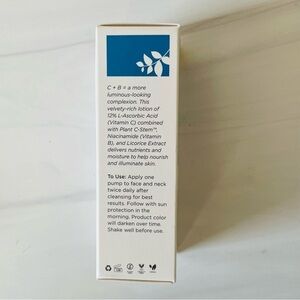 C + B = a more
luminous-looking
complexion. This
velvety-rich lotion of
12% L-Ascorbic Acid
(Vitamin C) combined
with Plant C-Stem™,
Niacinamide (Vitamin
B), and Licorice Extract
delivers nutrients and
moisture to help nourish
and illuminate skin.
To Use: Apply one
pump to face and neck
twice daily after
cleansing for best
results. Follow with sun
protection in the
morning. Product color
will darken over time.
Shake well before use.